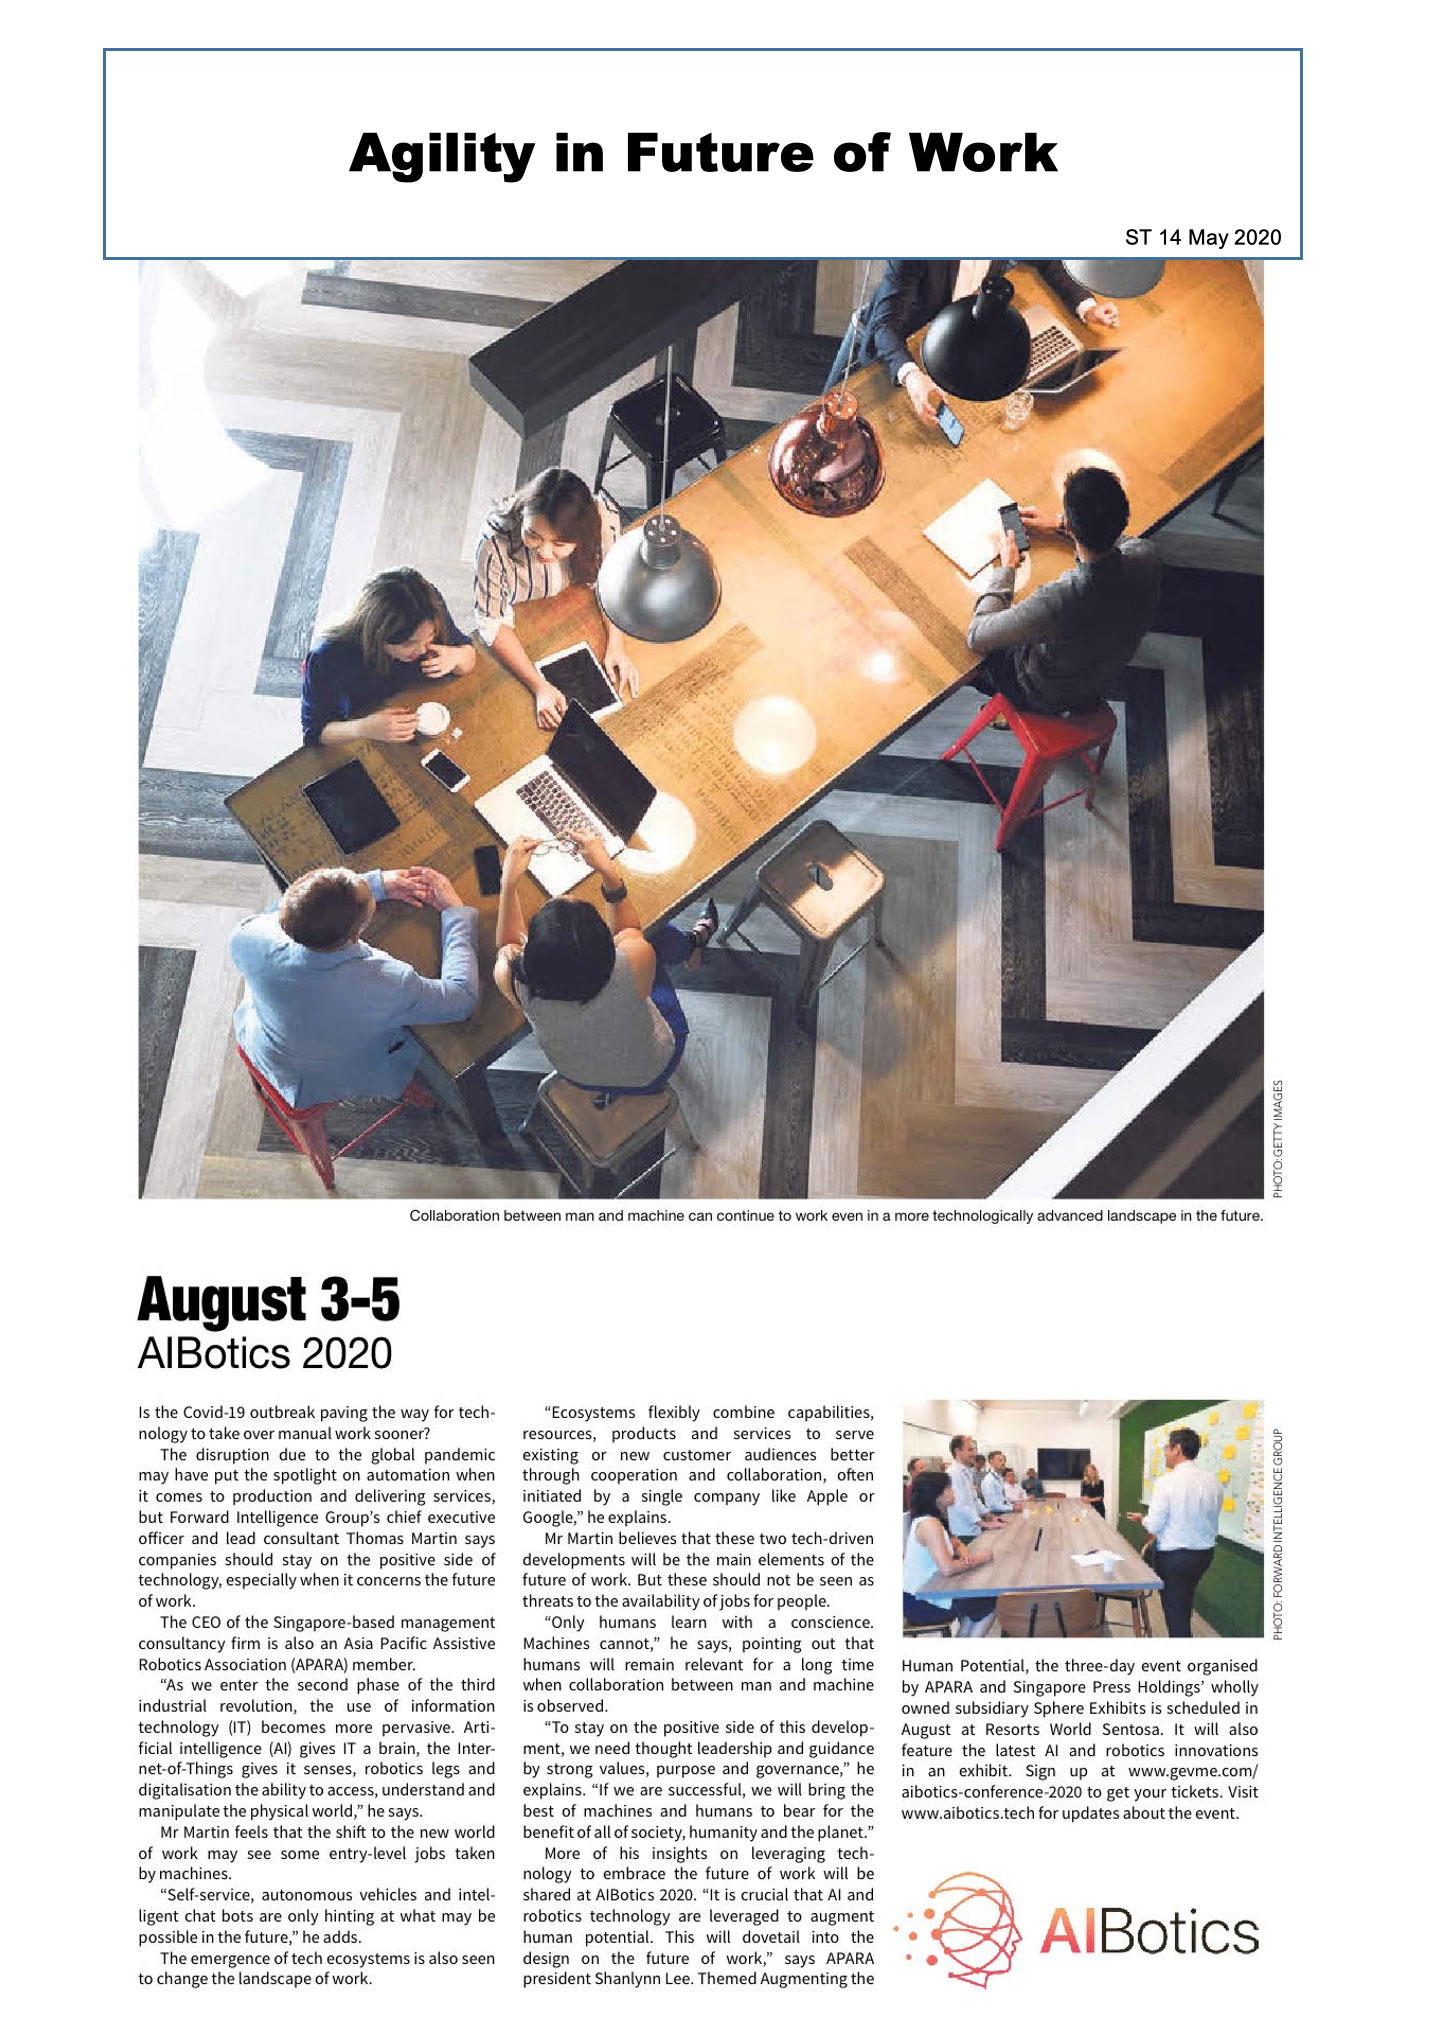 Agility in Future of Work
ST 14 May 2020
PHOTO: GETTY IMAGES
Collaboration between man and machine can continue to work even in a more technologically advanced landscape in the future.
August 3-5
AIBotics 2020
Is the Covid-19 outbreak paving the way for tech-
nology to take over manual work sooner?
The disruption due to the global pandemic
may have put the spotlight on automation when
it comes to production and delivering services,
but Forward Intelligence Group’s chief executive
officer and lead consultant Thomas Martin says
companies should stay on the positive side of
technology, especially when it concerns the future
of work.
The CEO of the Singapore-based management
consultancy firm is also an Asia Pacific Assistive
Robotics Association (APARA) member.
“As we enter the second phase of the third
industrial revolution, the use of information
technology (IT) becomes more pervasive. Arti-
ficial intelligence (AI) gives IT a brain, the Inter-
net-of-Things gives it senses, robotics legs and
digitalisation the ability to access, understand and
manipulate the physical world,” he says.
Mr Martin feels that the shift to the new world
of work may see some entry-level jobs taken
by machines.
“Self-service, autonomous vehicles and intel-
ligent chat bots are only hinting at what may be
possible in the future,” he adds.
The emergence of tech ecosystems is also seen
to change the landscape of work.
“Ecosystems flexibly combine capabilities,
resources, products and services to serve
existing or new customer audiences better
through cooperation and collaboration, often
initiated by a single company like Apple or
Google,” he explains.
Mr Martin believes that these two tech-driven
developments will be the main elements of the
future of work. But these should not be seen as
threats to the availability of jobs for people.
“Only humans learn with a conscience.
Machines cannot,” he says, pointing out that
humans will remain relevant for a long time
when collaboration between man and machine
is observed.
“To stay on the positive side of this develop-
ment, we need thought leadership and guidance
by strong values, purpose and governance,” he
explains. “If we are successful, we will bring the
best of machines and humans to bear for the
benefit of all of society, humanity and the planet.”
More of his insights on leveraging tech-
nology to embrace the future of work will be
shared at AIBotics 2020. “It is crucial that AI and
robotics technology are leveraged to augment
human potential. This will dovetail into the
design on the future of work,” says APARA
president Shanlynn Lee. Themed Augmenting the
PHOTO: FORWARD INTELLIGENCE GROUP
Human Potential, the three-day event organised
by APARA and Singapore Press Holdings’ wholly
owned subsidiary Sphere Exhibits is scheduled in
August at Resorts World Sentosa. It will also
feature the latest AI and robotics innovations
in an exhibit. Sign up at www.gevme.com/
aibotics-conference-2020 to get your tickets. Visit
www.aibotics.tech for updates about the event.
AIBotics